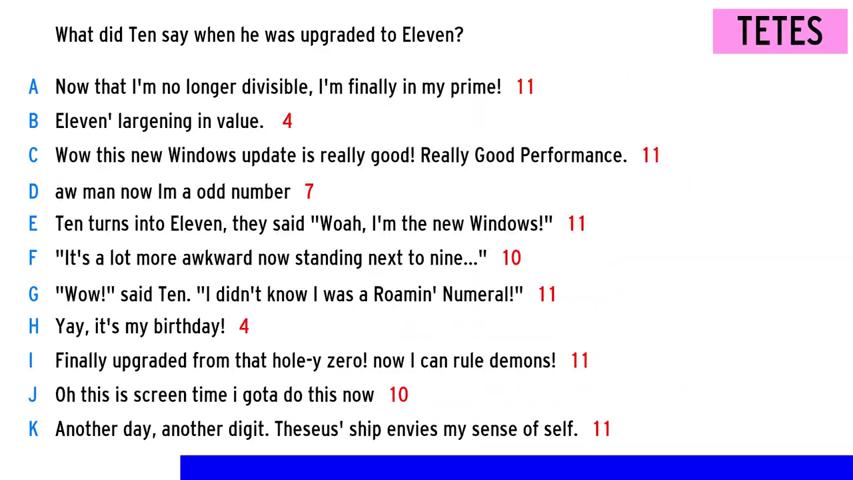 What did Ten say when he was upgraded to Eleven?
TETES
A Now that I'm no longer divisible, I'm finally in my prime! 11
B Eleven' largening in value. 4
C Wow this new Windows update is really good! Really Good Performance. 11
D aw man now Im a odd number 7
E Ten turns into Eleven, they said "Woah, I'm the new Windows!" 11
F "It's a lot more awkward now standing next to nine..." 10
G "Wow!" said Ten. "I didn't know I was a Roamin' Numeral!" 11
H Yay, it's my birthday! 4
I Finally upgraded from that hole-y zero! now I can rule demons! 11
J Oh this is screen time i gota do this now 10
K Another day, another digit. Theseus' ship envies my sense of self. 11